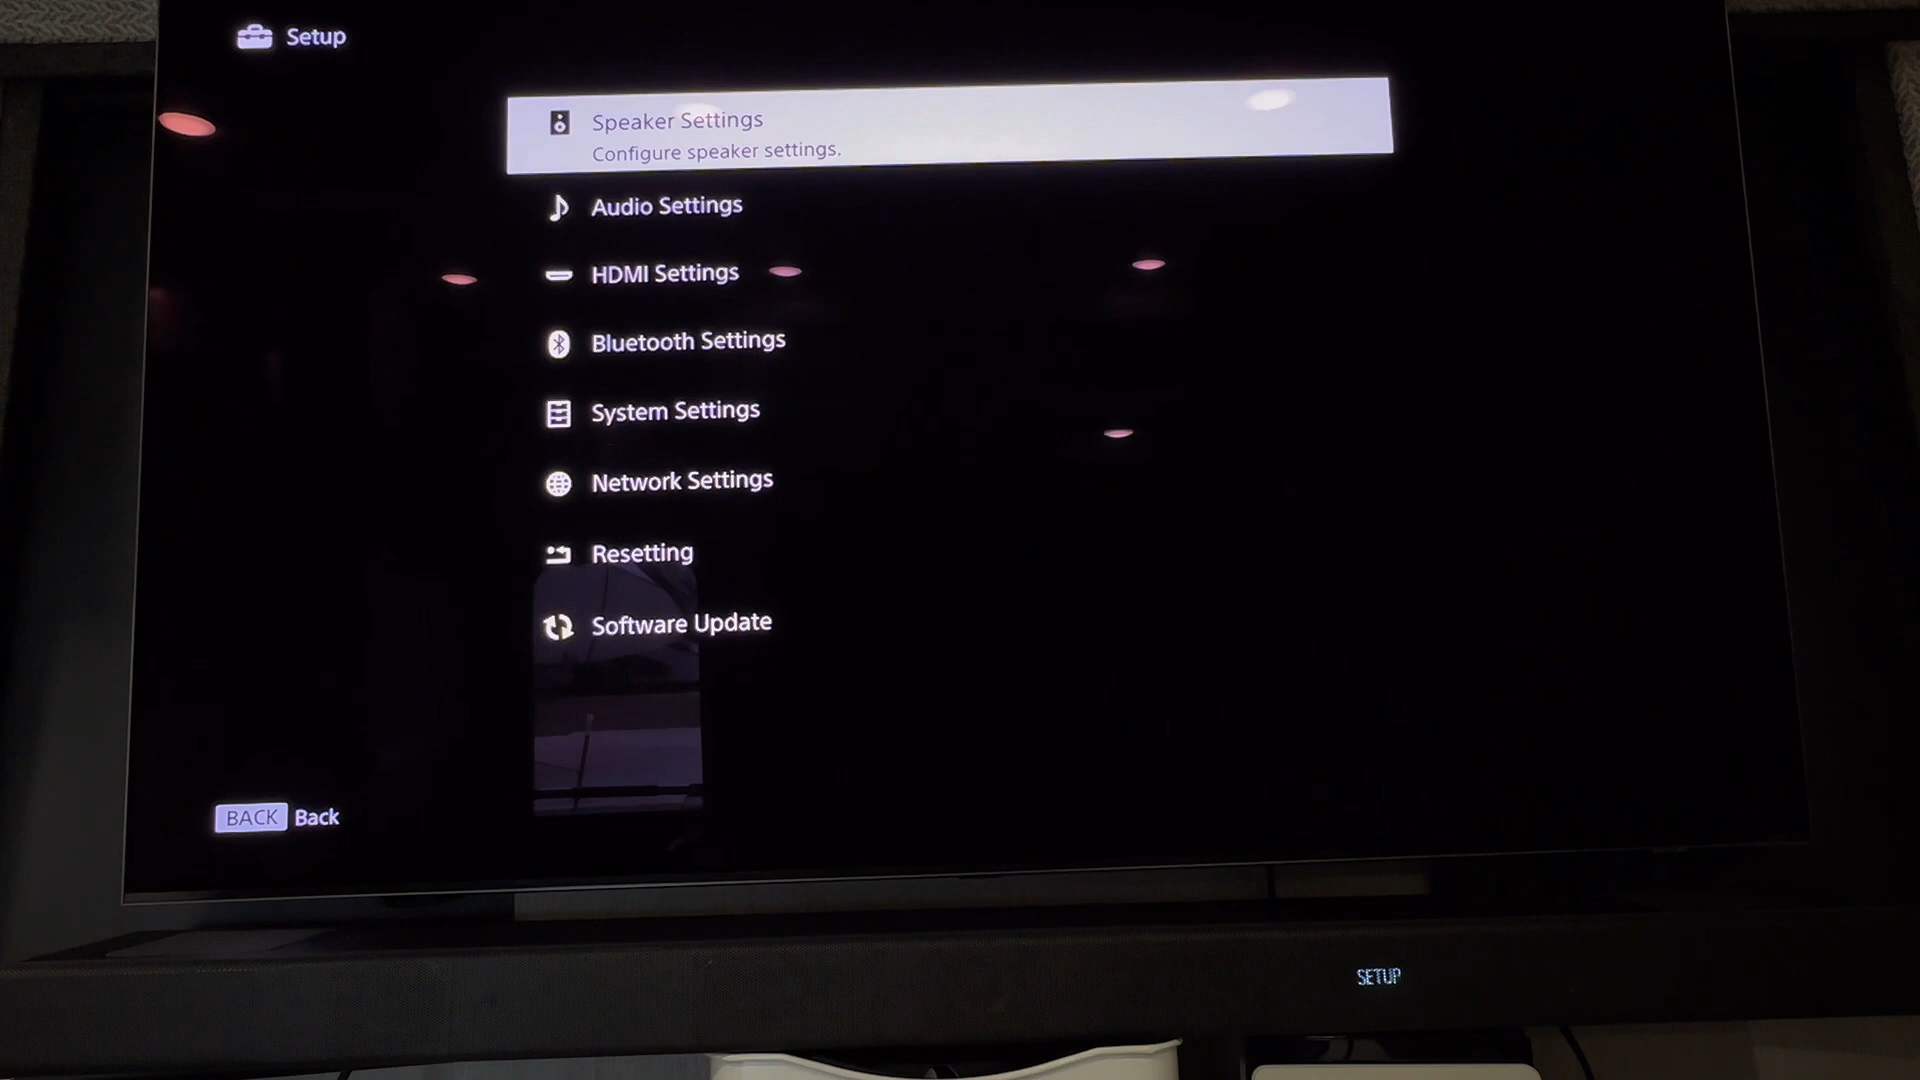 Setup
Speaker Settings
Configure speaker settings.
Audio Settings
HDMI Settings
Bluetooth Settings
System Settings
Network Settings
Resetting
Software Update
BACK Back
SETUP